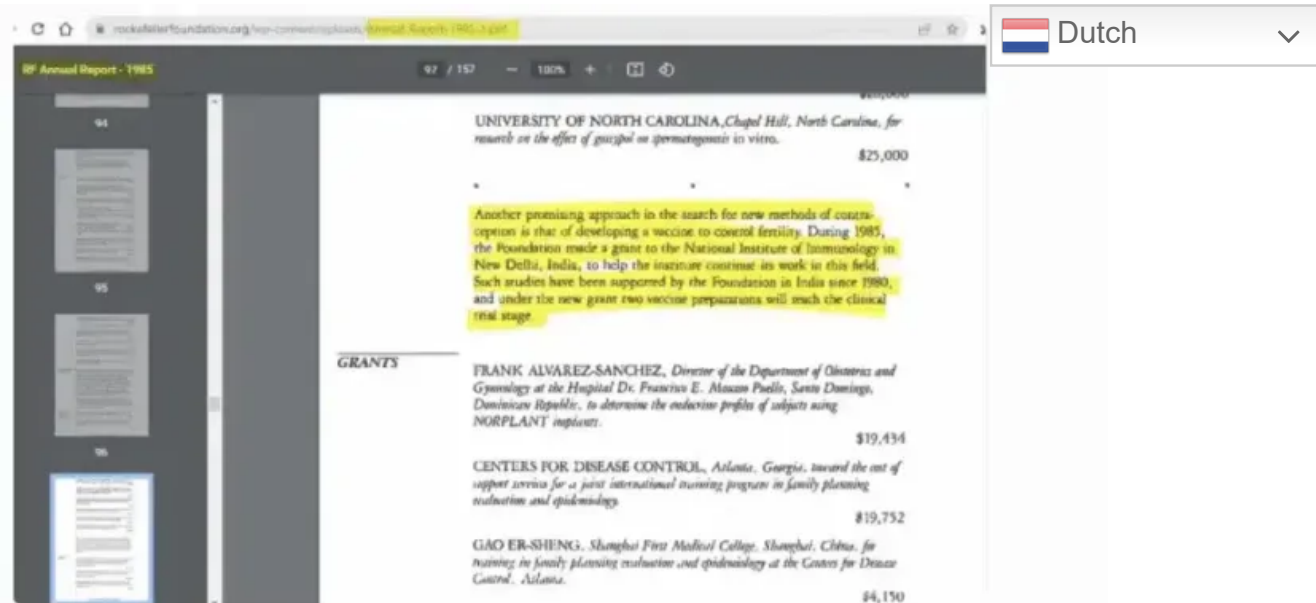 rockefellerfoundation.org/wp-content/uploads/Annual-Report-1985-1.pdf
Dutch
RF Annual Report - 1985
97 / 157
100%
94
95
96
UNIVERSITY OF NORTH CAROLINA, Chapel Hill, North Carolina, for
research on the effect of gossypol on spermatogenesis in vitro.
$25,000
Another promising approach in the search for new methods of contra-
ception is that of developing a vaccine to control fertility. During 1985,
the Foundation made a grant to the National Institute of Immunology in
New Delhi, India, to help the institute continue its work in this field.
Such studies have been supported by the Foundation in India since 1980,
and under the new grant two vaccine preparations will reach the clinical
trial stage.
GRANTS
FRANK ALVAREZ-SANCHEZ, Director of the Department of Obstetrics and
Gynecology at the Hospital Dr. Francisco E. Moscoso Puello, Santo Domingo,
Dominican Republic, to determine the endocrine profiles of subjects using
NORPLANT implants.
$19,434
CENTERS FOR DISEASE CONTROL, Atlanta, Georgia, toward the cost of
support services for a joint international training program in family planning
evaluation and epidemiology.
$19,752
GAO ER-SHENG, Shanghai First Medical College, Shanghai, China, for
training in family planning evaluation and epidemiology at the Centers for Disease
Control, Atlanta.
$4,150